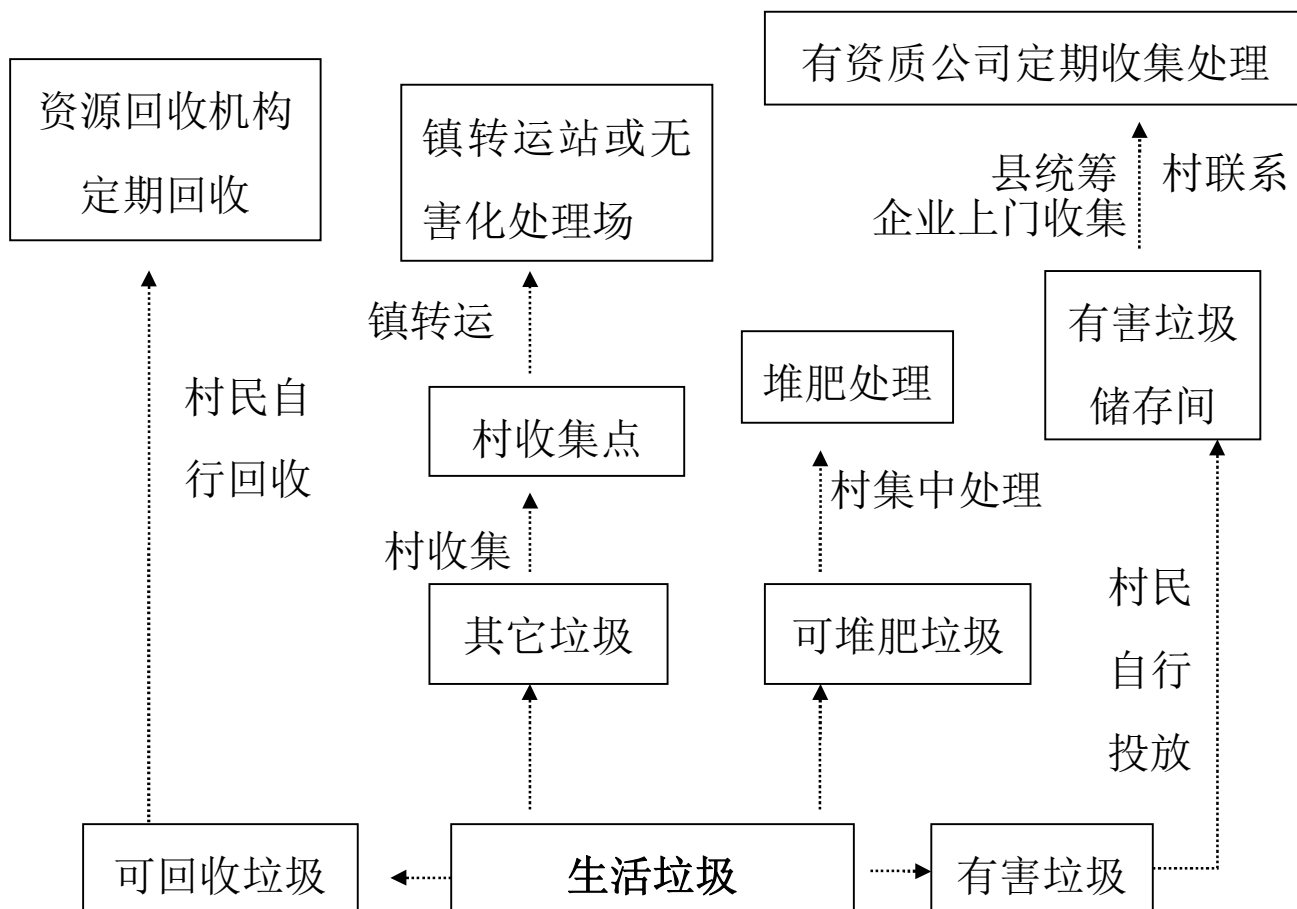 有资质公司定期收集处理
资源回收机构
定期回收
镇转运站或无
害化处理场
县统筹
企业上门收集
村联系
镇转运
有害垃圾
储存间
堆肥处理
村民自
行回收
村收集点
村集中处理
村收集
其它垃圾
可堆肥垃圾
村民
自行
投放
可回收垃圾
生活垃圾
有害垃圾